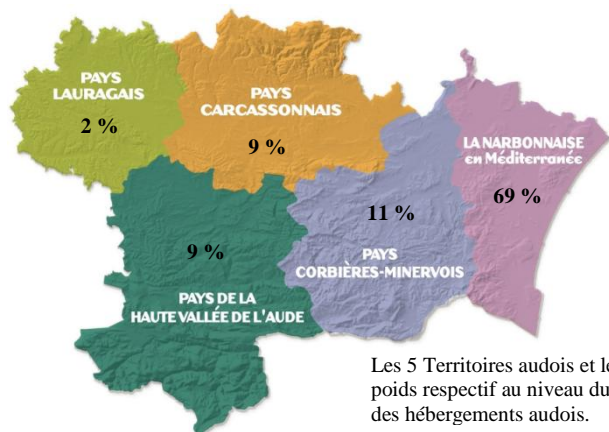 PAYS
LAURAGAIS
2 %
PAYS
CARCASSONNAIS
9 %
LA NARBONNAISE
en Méditerranée
69 %
11 %
PAYS
CORBIÈRES-MINERVOIS
9 %
PAYS DE LA
HAUTE VALLÉE DE L'AUDE
Les 5 Territoires audois et
poids respectif au niveau du
des hébergements audois.